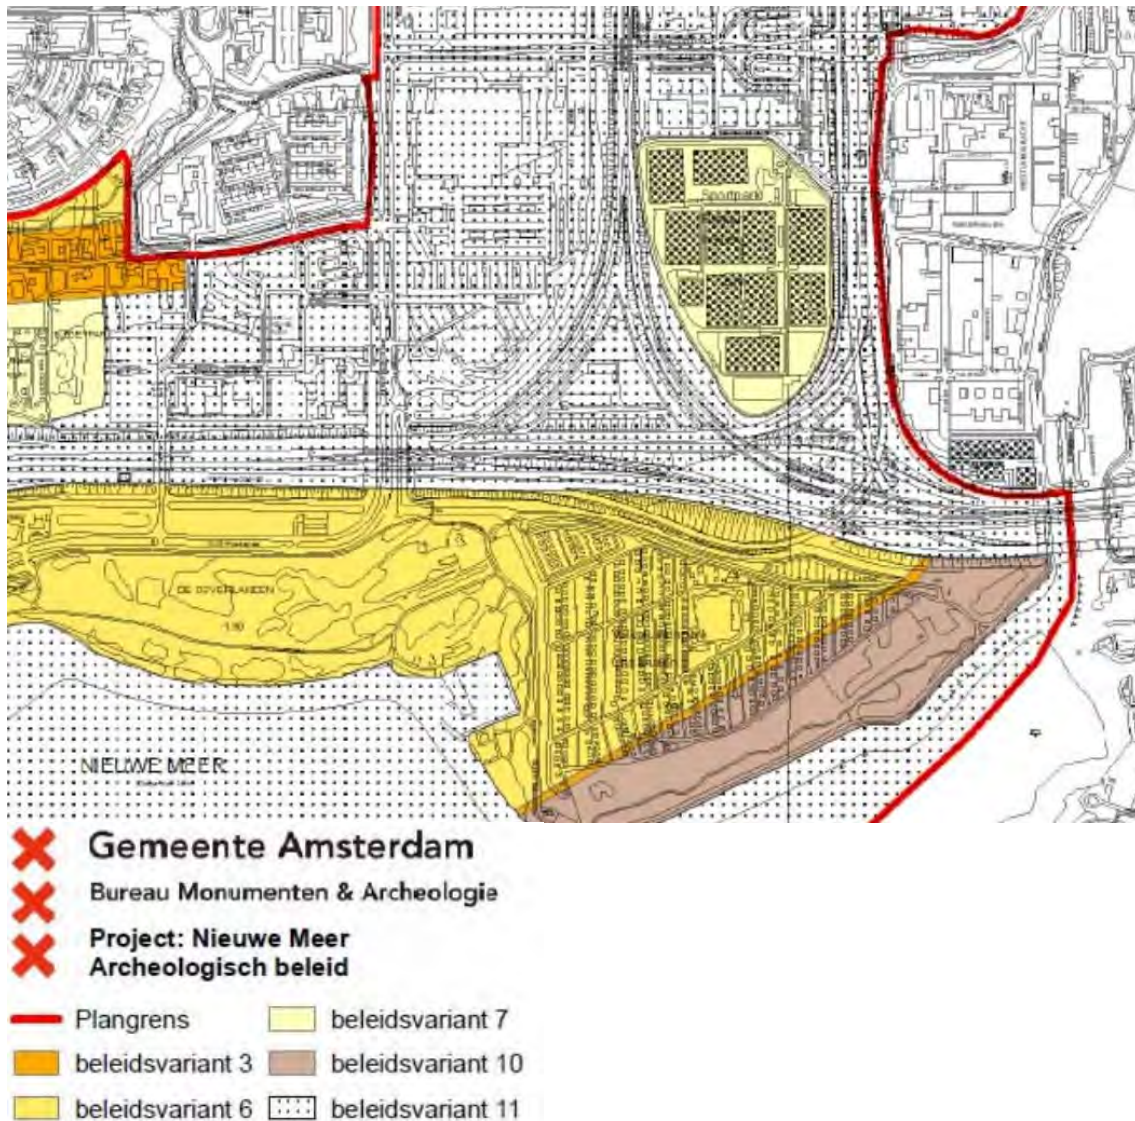 Sportpark
DE OEVERLANDEN
NIEUWE MEER
Gemeente Amsterdam
Bureau Monumenten & Archeologie
Project: Nieuwe Meer
Archeologisch beleid
Plangrens
beleidsvariant 7
beleidsvariant 3
beleidsvariant 10
beleidsvariant 6
beleidsvariant 11